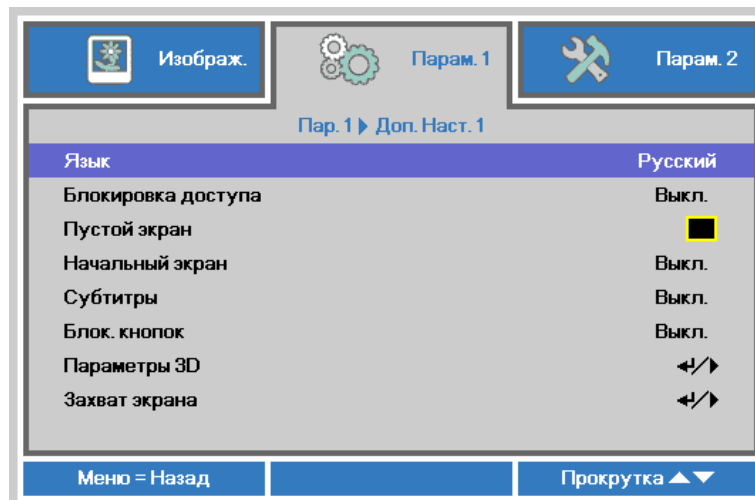 Изображ. Парам. 1 Парам. 2
Пар. 1 ▶ Доп. Наст. 1
Язык Русский
Блокировка доступа Выкл.
Пустой экран
Начальный экран Выкл.
Субтитры Выкл.
Блок. кнопок Выкл.
Параметры 3D ↵/▶
Захват экрана ↵/▶
Меню = Назад Прокрутка ▲▼